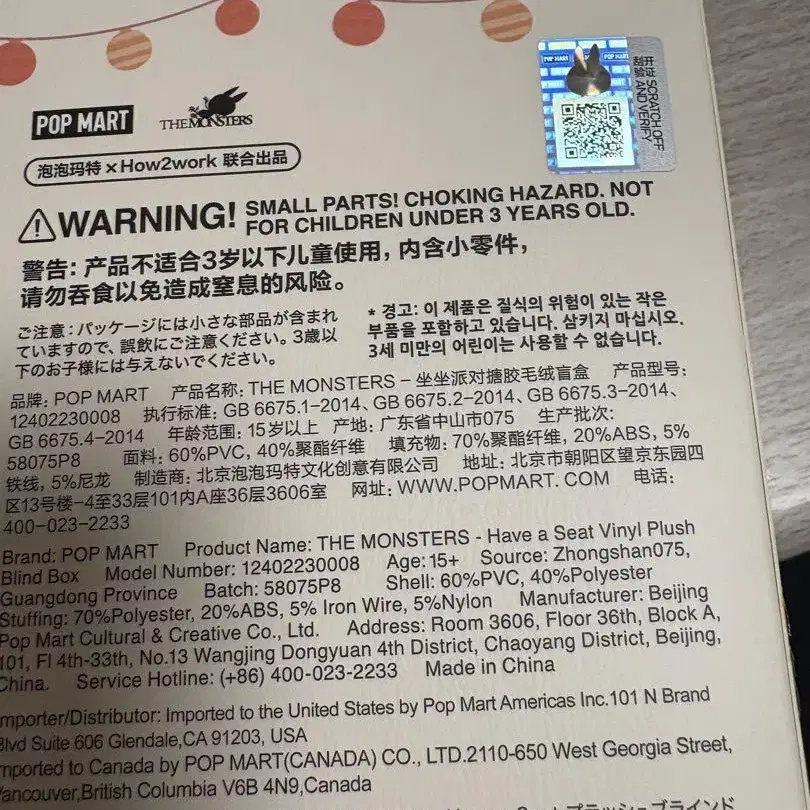 POP MART
THE MONSTERS
POP MART
POP MART
开证 SCRATCH OFF
刮验 AND VERIFY
泡泡玛特 × How2work 联合出品
WARNING! SMALL PARTS! CHOKING HAZARD. NOT
FOR CHILDREN UNDER 3 YEARS OLD.
警告: 产品不适合3岁以下儿童使用, 内含小零件,
请勿吞食以免造成窒息的风险。
ご注意: パッケージには小さな部品が含まれ
ていますので、誤飲にご注意ください。3歳以
下のお子様には与えないでください。
* 경고: 이 제품은 질식의 위험이 있는 작은
부품을 포함하고 있습니다. 삼키지 마십시오.
3세 미만의 어린이는 사용할 수 없습니다.
品牌: POP MART 产品名称: THE MONSTERS – 坐坐派对搪胶毛绒盲盒 产品型号:
12402230008 执行标准: GB 6675.1–2014、GB 6675.2–2014、GB 6675.3–2014、
GB 6675.4–2014 年龄范围: 15岁以上 产地: 广东省中山市075 生产批次:
58075P8 面料: 60%PVC, 40%聚酯纤维 填充物: 70%聚酯纤维, 20%ABS, 5%
铁线, 5%尼龙 制造商: 北京泡泡玛特文化创意有限公司 地址: 北京市朝阳区望京东园四
区13号楼–4至33层101内A座36层3606室 网址: WWW.POPMART.COM 电话:
400-023-2233
Brand: POP MART Product Name: THE MONSTERS - Have a Seat Vinyl Plush
Blind Box Model Number: 12402230008 Age: 15+ Source: Zhongshan075,
Guangdong Province Batch: 58075P8 Shell: 60%PVC, 40%Polyester
Stuffing: 70%Polyester, 20%ABS, 5% Iron Wire, 5%Nylon Manufacturer: Beijing
Pop Mart Cultural & Creative Co., Ltd. Address: Room 3606, Floor 36th, Block A,
101, Fl 4th-33th, No.13 Wangjing Dongyuan 4th District, Chaoyang District, Beijing,
China. Service Hotline: (+86) 400-023-2233 Made in China
mporter/Distributor: Imported to the United States by Pop Mart Americas Inc.101 N Brand
Blvd Suite 606 Glendale,CA 91203, USA
mported to Canada by POP MART(CANADA) CO., LTD.2110-650 West Georgia Street,
Vancouver,British Columbia V6B 4N9,Canada